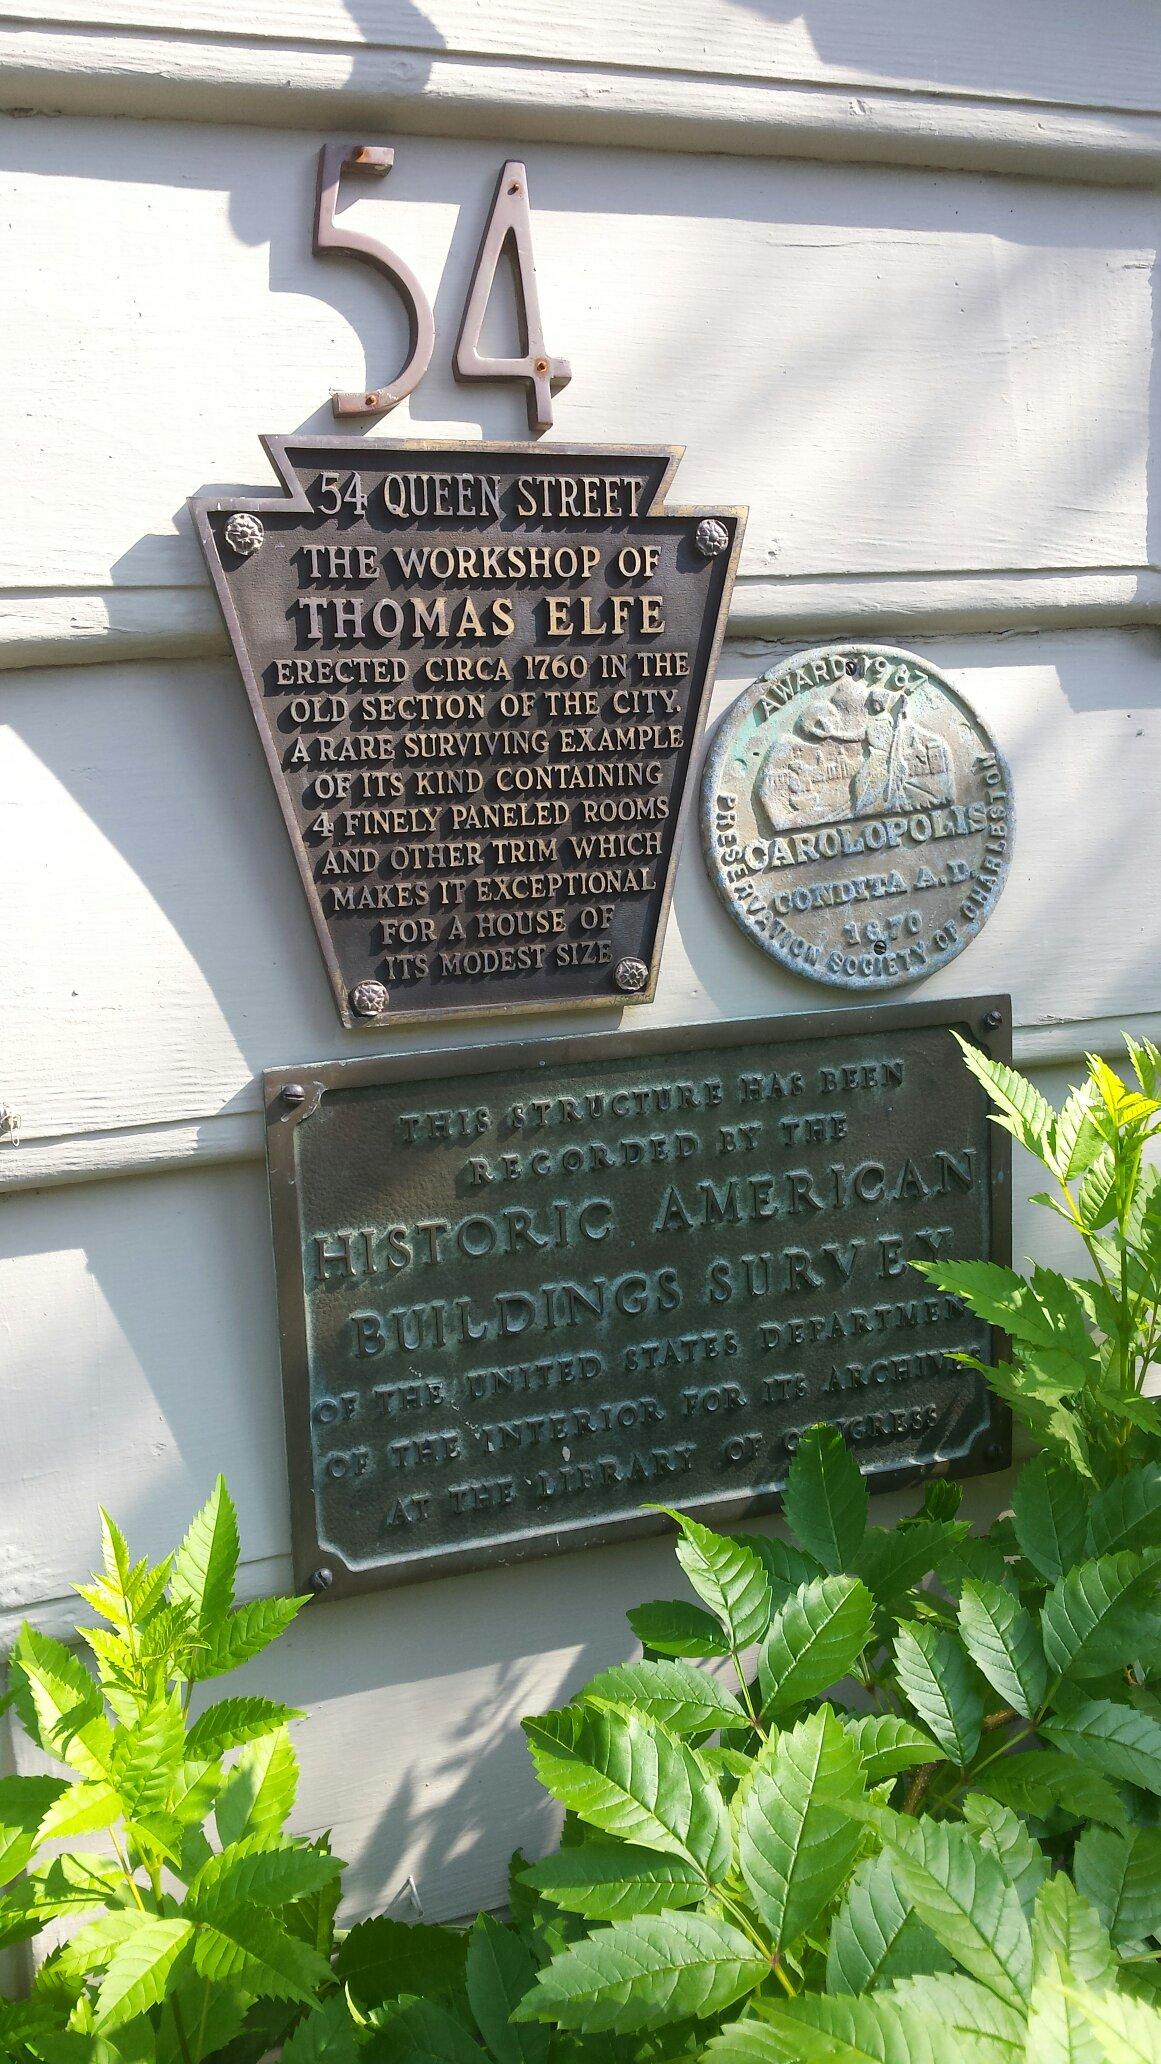 54
54 QUEEN STREET
THE WORKSHOP OF
THOMAS ELFE
ERECTED CIRCA 1760 IN THE
OLD SECTION OF THE CITY.
A RARE SURVIVING EXAMPLE
OF ITS KIND CONTAINING
4 FINELY PANELED ROOMS
AND OTHER TRIM WHICH
MAKES IT EXCEPTIONAL
FOR A HOUSE OF
ITS MODEST SIZE
AWARD 1987
CAROLOPOLIS
CONDITA A.D.
1670
PRESERVATION SOCIETY OF CHARLESTON
THIS STRUCTURE HAS BEEN
RECORDED BY THE
HISTORIC AMERICAN
BUILDINGS SURVEY
OF THE UNITED STATES DEPARTMEN
OF THE INTERIOR FOR ITS ARCHIVES
AT THE LIBRARY OF CONGRESS